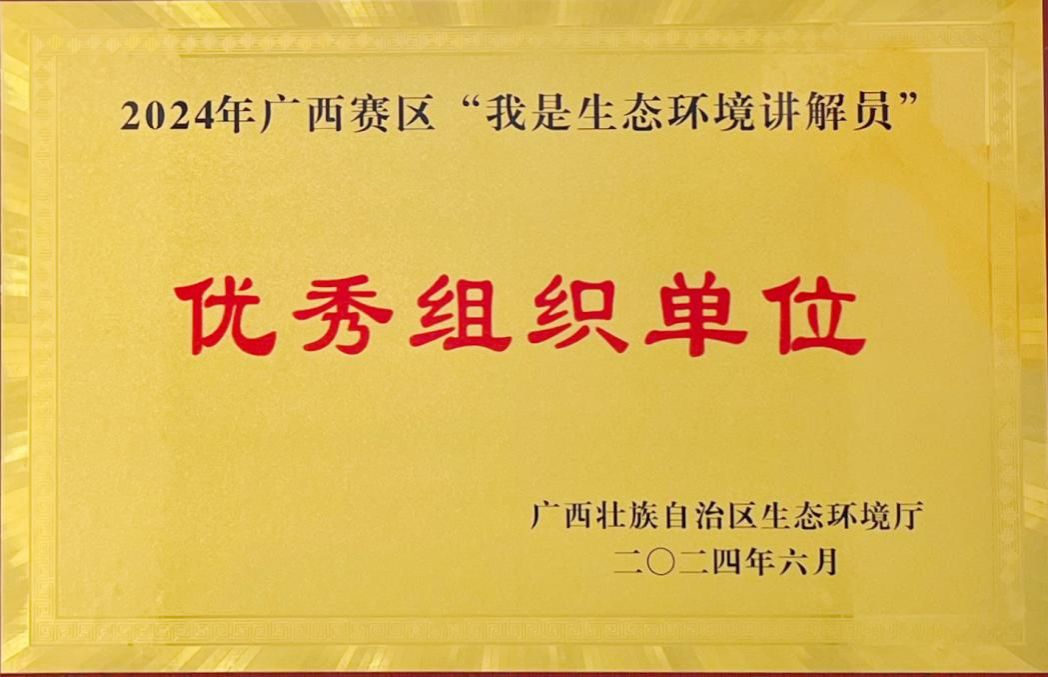 2024年广西赛区“我是生态环境讲解员”
优秀组织单位
广西壮族自治区生态环境厅
二〇二四年六月